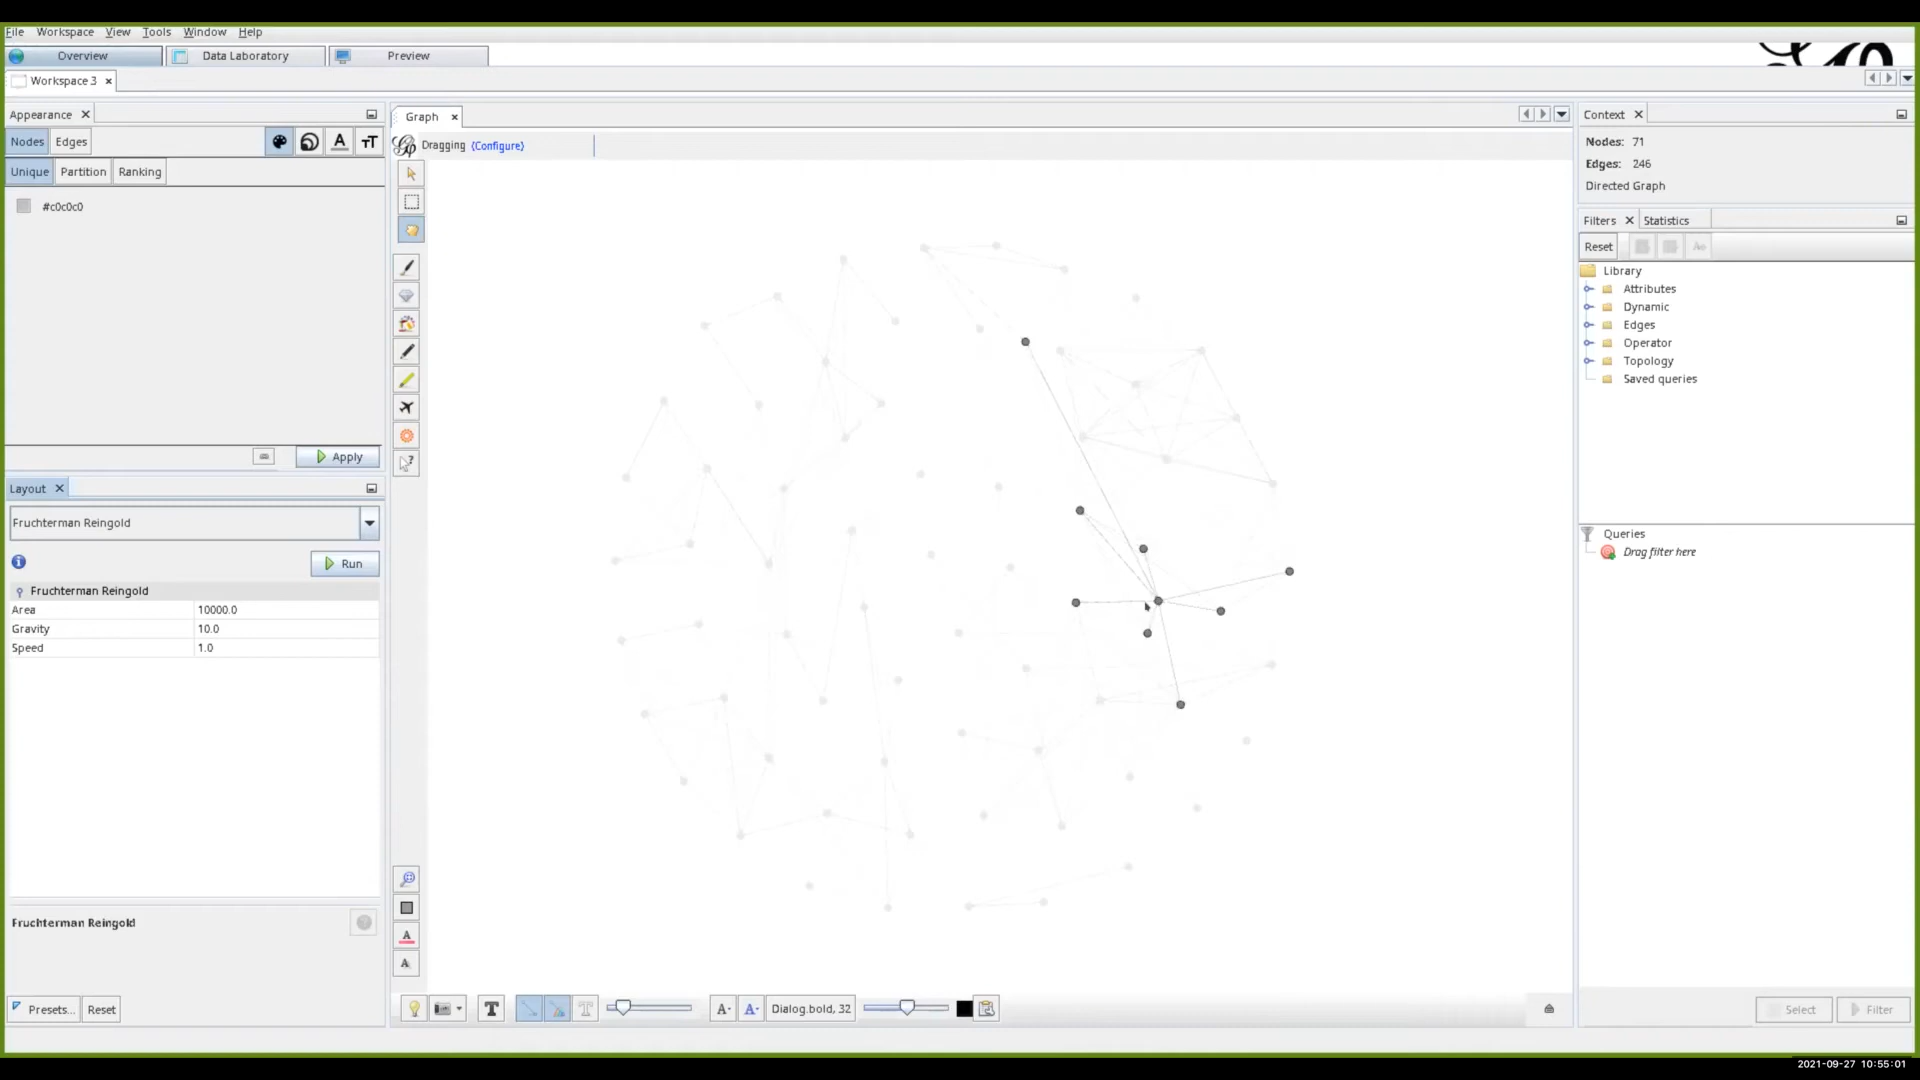 File Workspace View Tools Window Help
Overview Data Laboratory Preview
Workspace 3
Appearance
Nodes Edges A TT
Unique Partition Ranking
#c0c0c0
Apply
Layout
Fruchterman Reingold
Run
Fruchterman Reingold
Area 10000.0
Gravity 10.0
Speed 1.0
Fruchterman Reingold
Presets... Reset
Graph
Dragging (Configure)
?
A
A
T T A- A- Dialog.bold, 32
Context
Nodes: 71
Edges: 246
Directed Graph
Filters Statistics
Reset
Library
Attributes
Dynamic
Edges
Operator
Topology
Saved queries
Queries
Drag filter here
Select Filter
2021-09-27 10:55:01